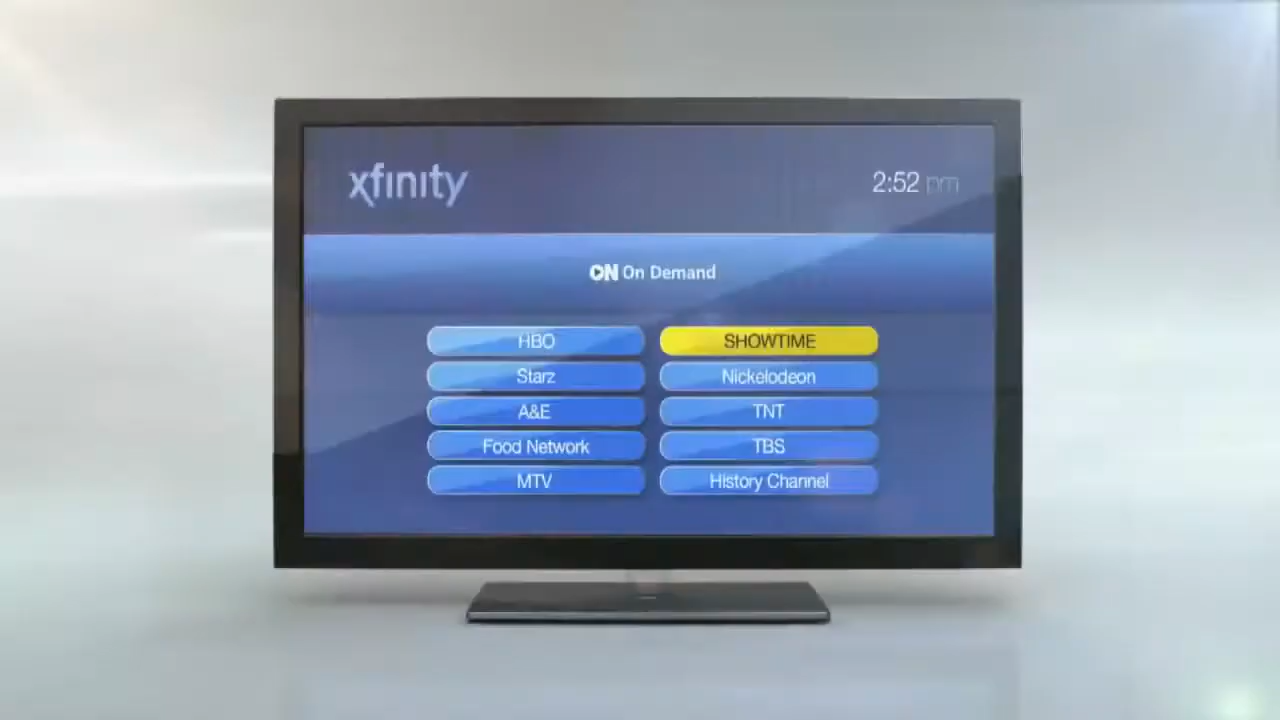 xfinity
2:52 pm
ON On Demand
HBO
SHOWTIME
Starz
Nickelodeon
A&E
TNT
Food Network
TBS
MTV
History Channel